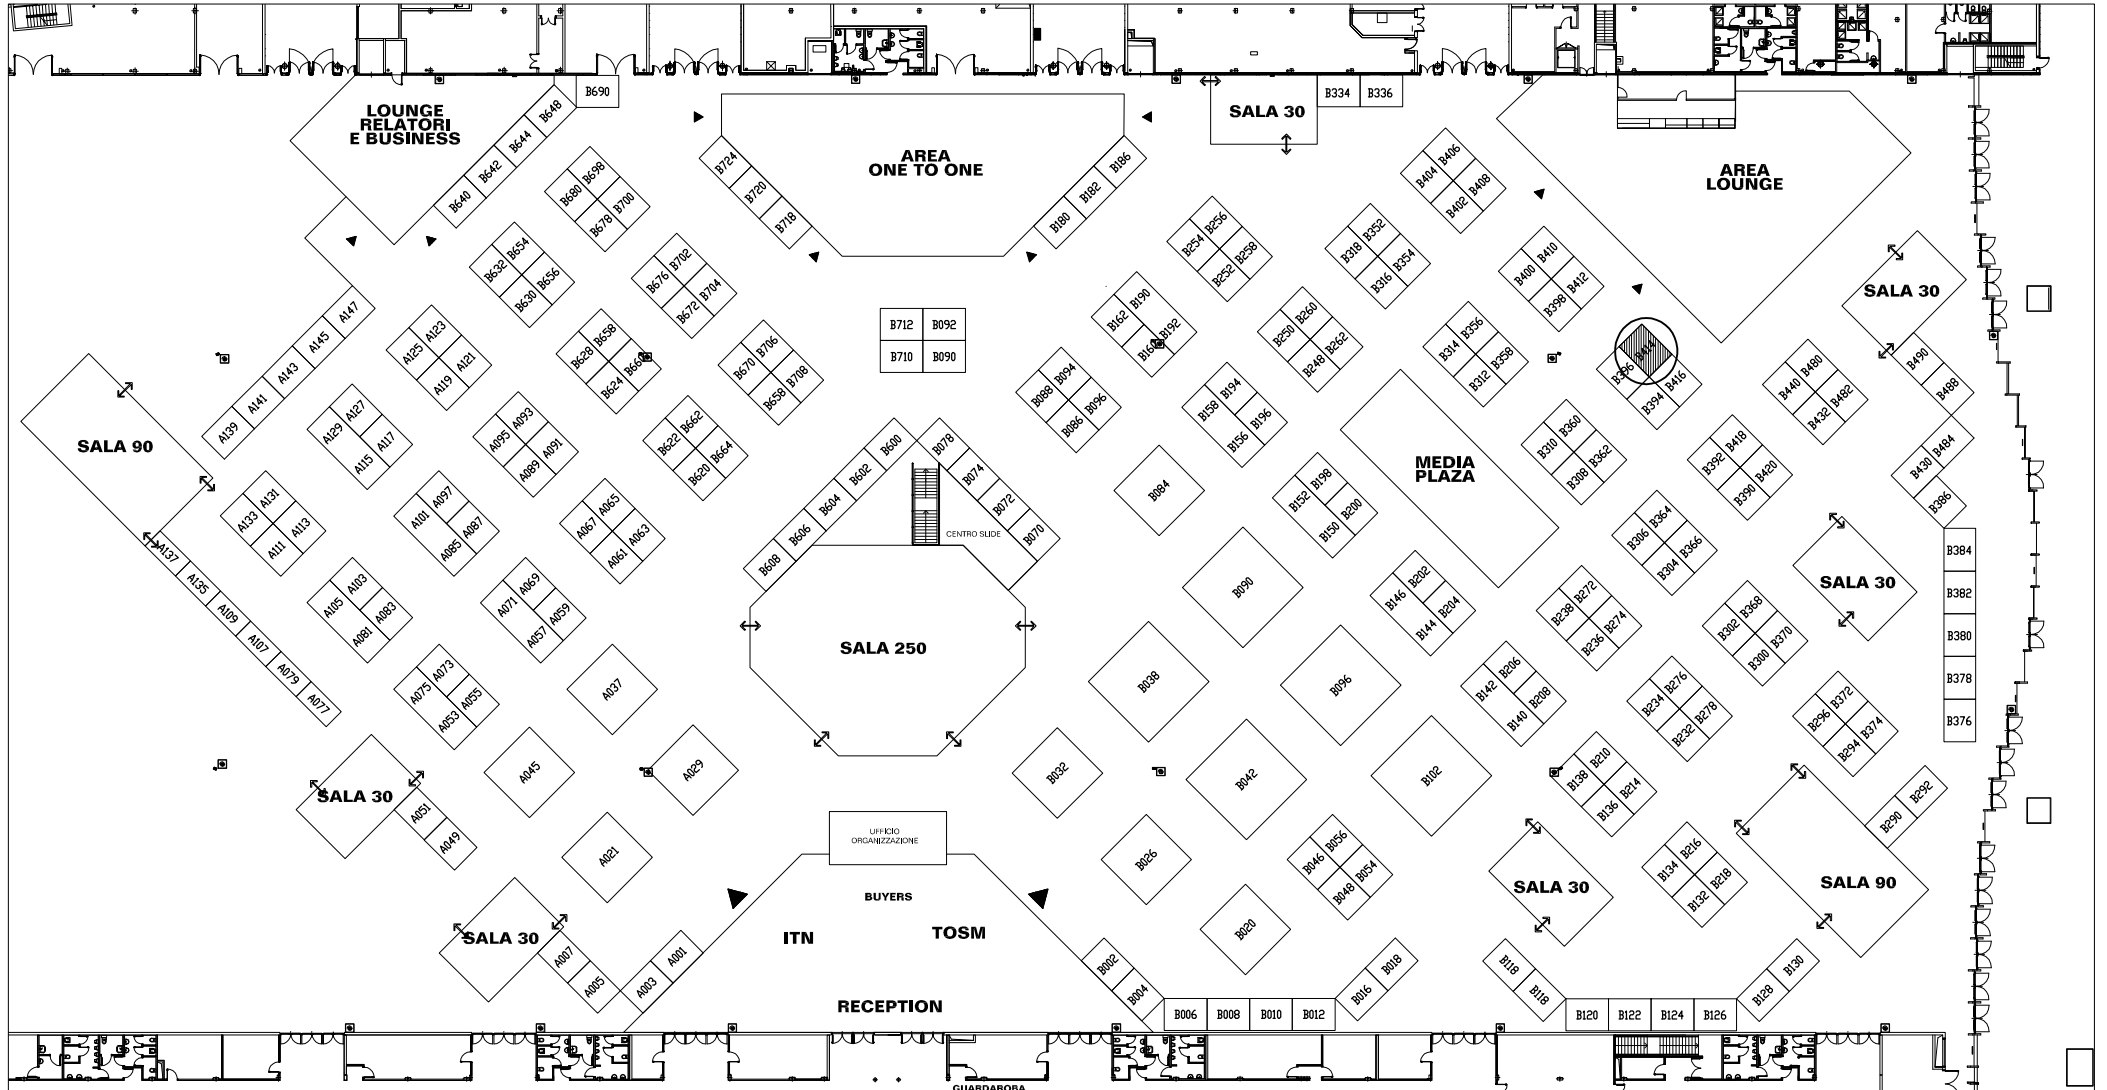 B690
LOUNGE
RELATORI
E BUSINESS
B648
B644
B642
B640
AREA
ONE TO ONE
B724
B720
B718
B186
B182
B180
SALA 30
B334
B336
AREA
LOUNGE
B698
B680
B700
B678
B654
B632
B656
B630
B702
B676
B704
B672
B256
B254
B258
B252
B352
B318
B354
B316
B406
B404
B408
B402
B410
B400
B412
B398
SALA 30
B490
B488
A147
A145
A143
A141
A139
A123
A125
A121
A119
B658
B628
B660
B624
B706
B670
B708
B658
B712
B092
B710
B090
B190
B162
B192
B160
B260
B250
B262
B248
B356
B314
B358
B312
B414
B396
B416
B394
B480
B440
B482
B432
SALA 90
A127
A129
A117
A115
A093
A095
A091
A089
B662
B622
B664
B620
B094
B088
B096
B086
B194
B158
B196
B156
MEDIA
PLAZA
B360
B310
B362
B308
B418
B392
B420
B390
B484
B430
B386
B600
B602
B604
B606
B608
B078
B074
B072
B070
CENTRO SLIDE
A131
A133
A113
A111
A097
A101
A087
A085
A065
A067
A063
A061
B084
B198
B152
B200
B150
B364
B306
B366
B304
B384
B382
B380
B378
B376
SALA 30
A137
A135
A109
A107
A079
A077
A103
A105
A083
A081
A069
A071
A059
A057
SALA 250
B090
B202
B146
B204
B144
B272
B238
B274
B236
B368
B302
B370
B300
A073
A075
A055
A053
A037
B038
B096
B206
B142
B208
B140
B276
B234
B278
B232
B372
B296
B374
B294
SALA 30
A051
A049
A045
A029
B032
B042
B102
B210
B138
B214
B136
B292
B290
A021
UFFICIO
ORGANIZZAZIONE
B026
B056
B046
B054
B048
SALA 30
B216
B134
B218
B132
SALA 90
BUYERS
ITN
TOSM
RECEPTION
SALA 30
A007
A005
A001
A003
B020
B002
B004
B006
B008
B010
B012
B018
B016
B118
B118
B120
B122
B124
B126
B130
B128
GUARDAROBA